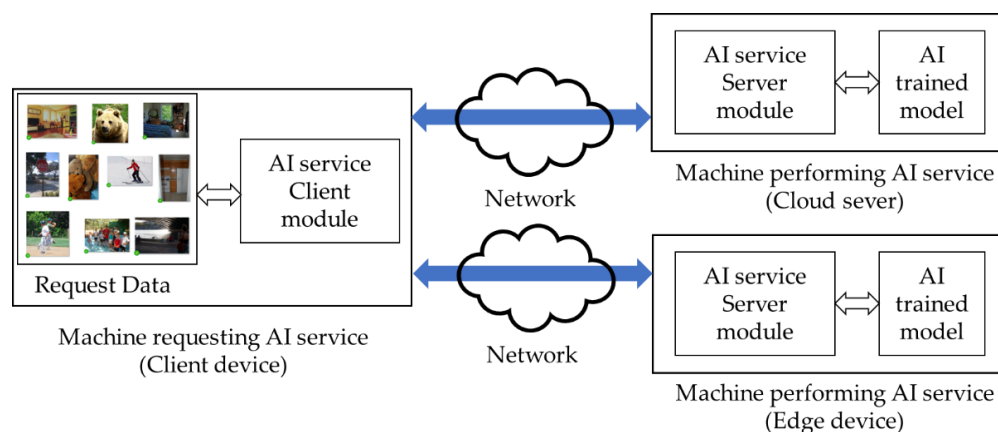 Request Data
AI service
Client
module
Machine requesting AI service
(Client device)
Network
Network
AI service
Server
module
AI
trained
model
Machine performing AI service
(Cloud sever)
AI service
Server
module
AI
trained
model
Machine performing AI service
(Edge device)